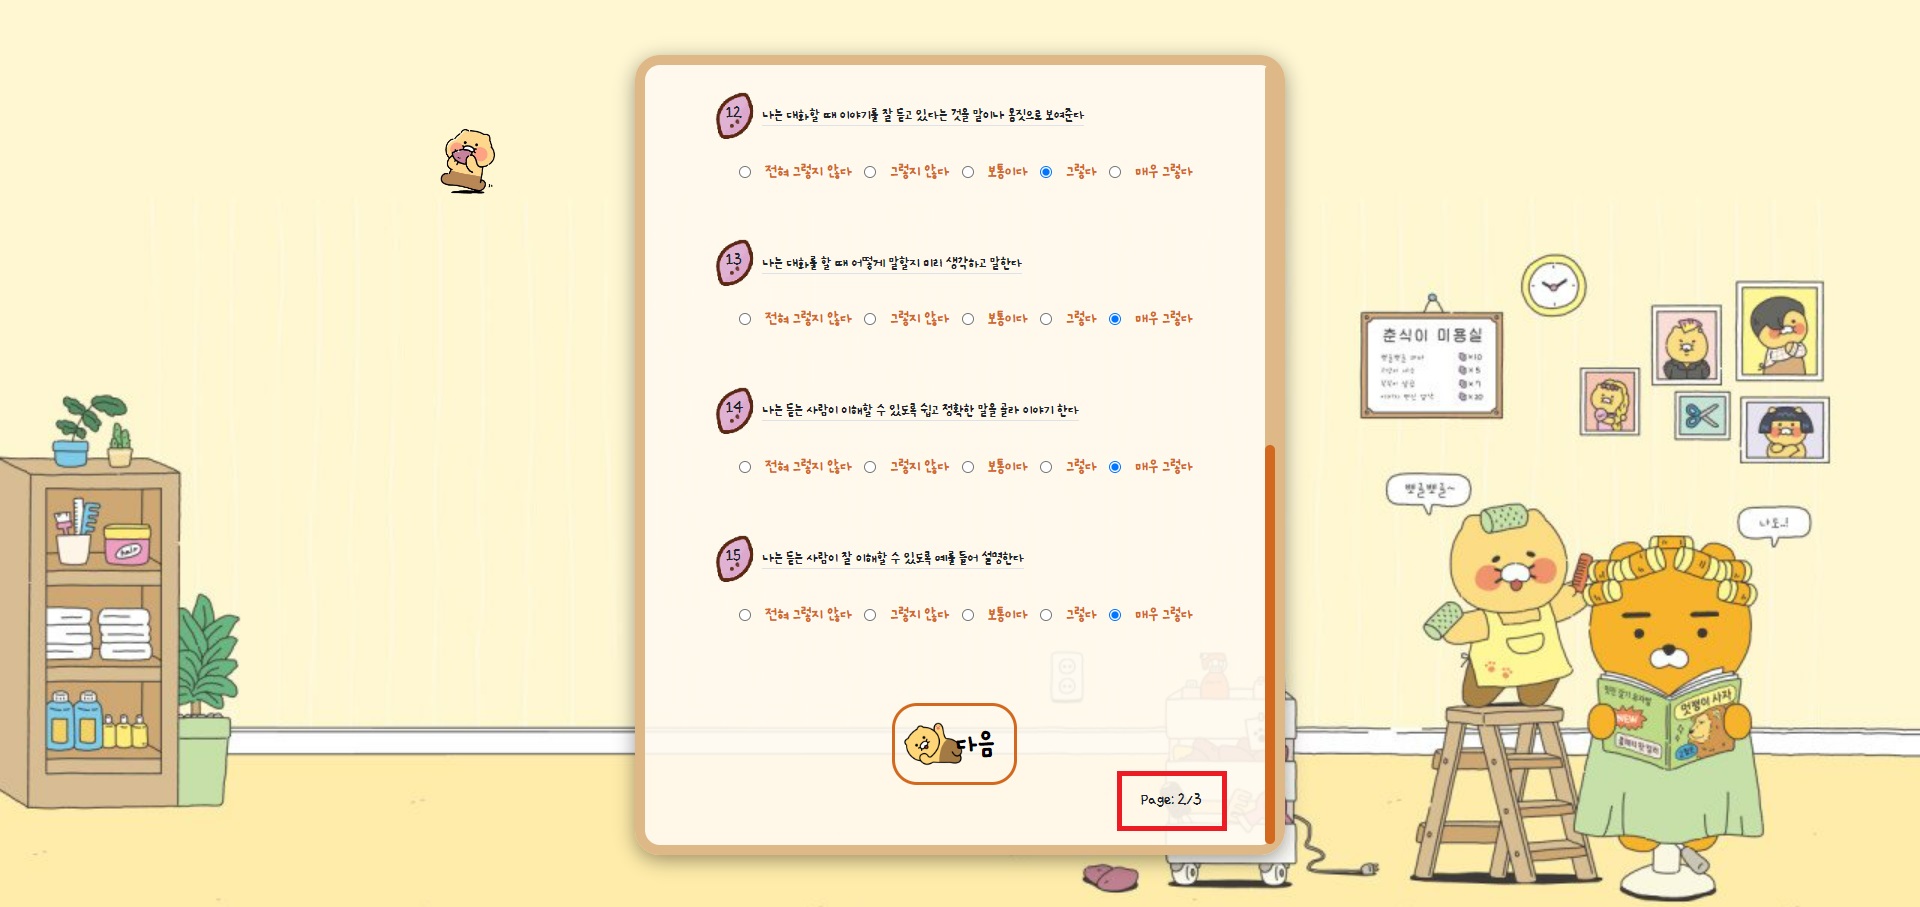 12
나는 대화할 때 이야기를 잘 듣고 있다는 것을 말이나 몸짓으로 보여준다
전혀 그렇지 않다 그렇지 않다 보통이다 그렇다 매우 그렇다
13
나는 대화를 할 때 어떻게 말할지 미리 생각하고 말한다
전혀 그렇지 않다 그렇지 않다 보통이다 그렇다 매우 그렇다
14
나는 듣는 사람이 이해할 수 있도록 쉽고 정확한 말을 골라 이야기 한다
전혀 그렇지 않다 그렇지 않다 보통이다 그렇다 매우 그렇다
15
나는 듣는 사람이 잘 이해할 수 있도록 예를 들어 설명한다
전혀 그렇지 않다 그렇지 않다 보통이다 그렇다 매우 그렇다
다음
Page: 2/3
춘식이 미용실
×10
×5
×7
×20
뽀글뽀글~
나도..!
hair
NEW
멋쟁이 사자